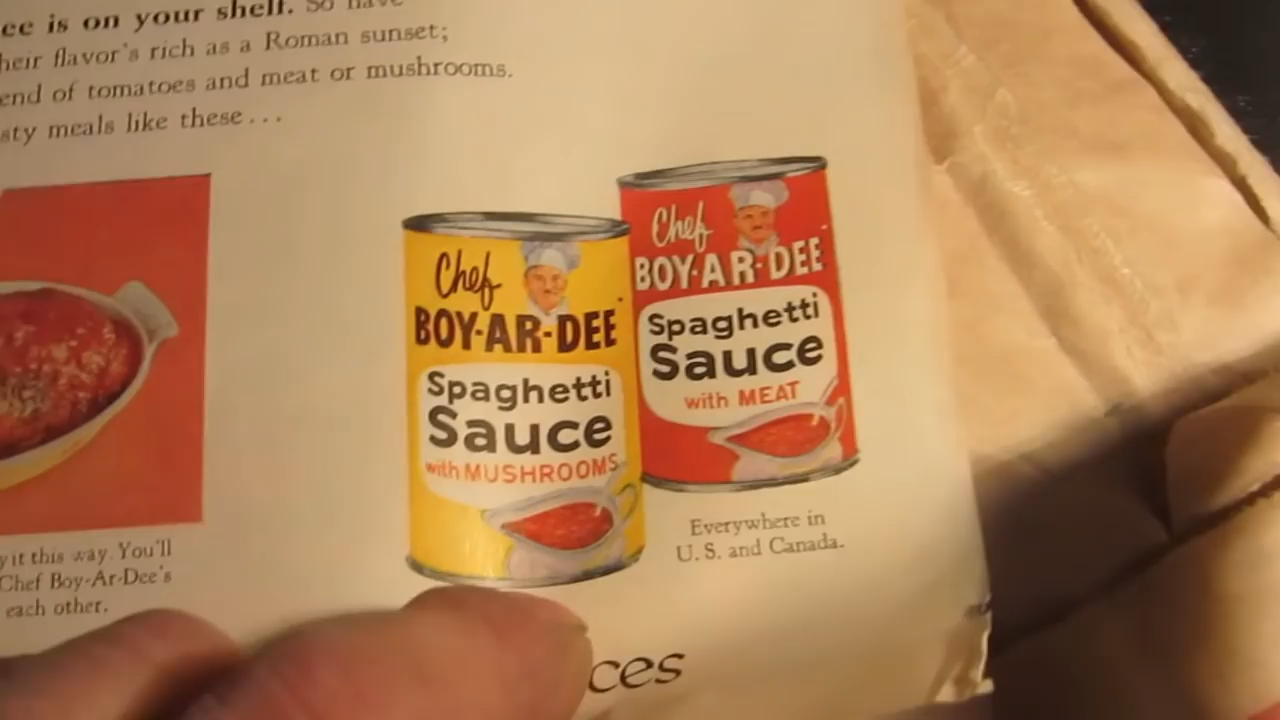 ee is on your shelf. So have
heir flavor's rich as a Roman sunset;
end of tomatoes and meat or mushrooms.
sty meals like these...
Chef
BOY-AR-DEE
Spaghetti
Sauce
with MUSHROOMS
Chef
BOY-AR-DEE
Spaghetti
Sauce
with MEAT
Everywhere in
U. S. and Canada.
y it this way. You'll
Chef Boy-Ar-Dee's
each other.
ces